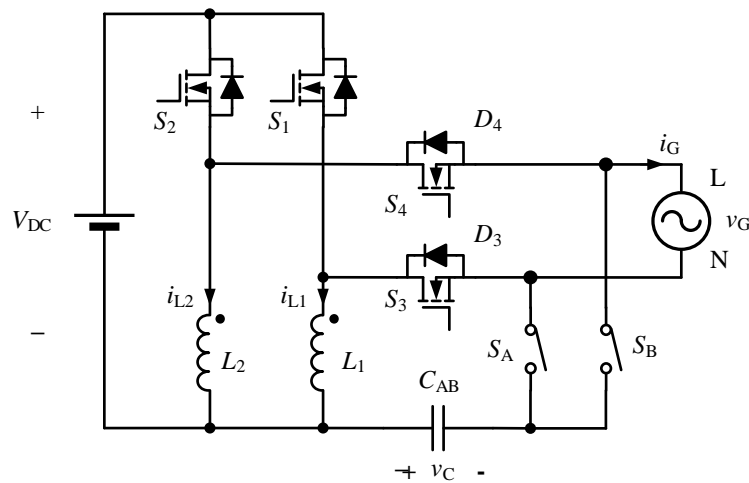 S2
S1
D4
iG
L
+
S4
VDC
vG
D3
N
iL2
iL1
S3
−
SA
SB
L2
L1
CAB
+
vC
-